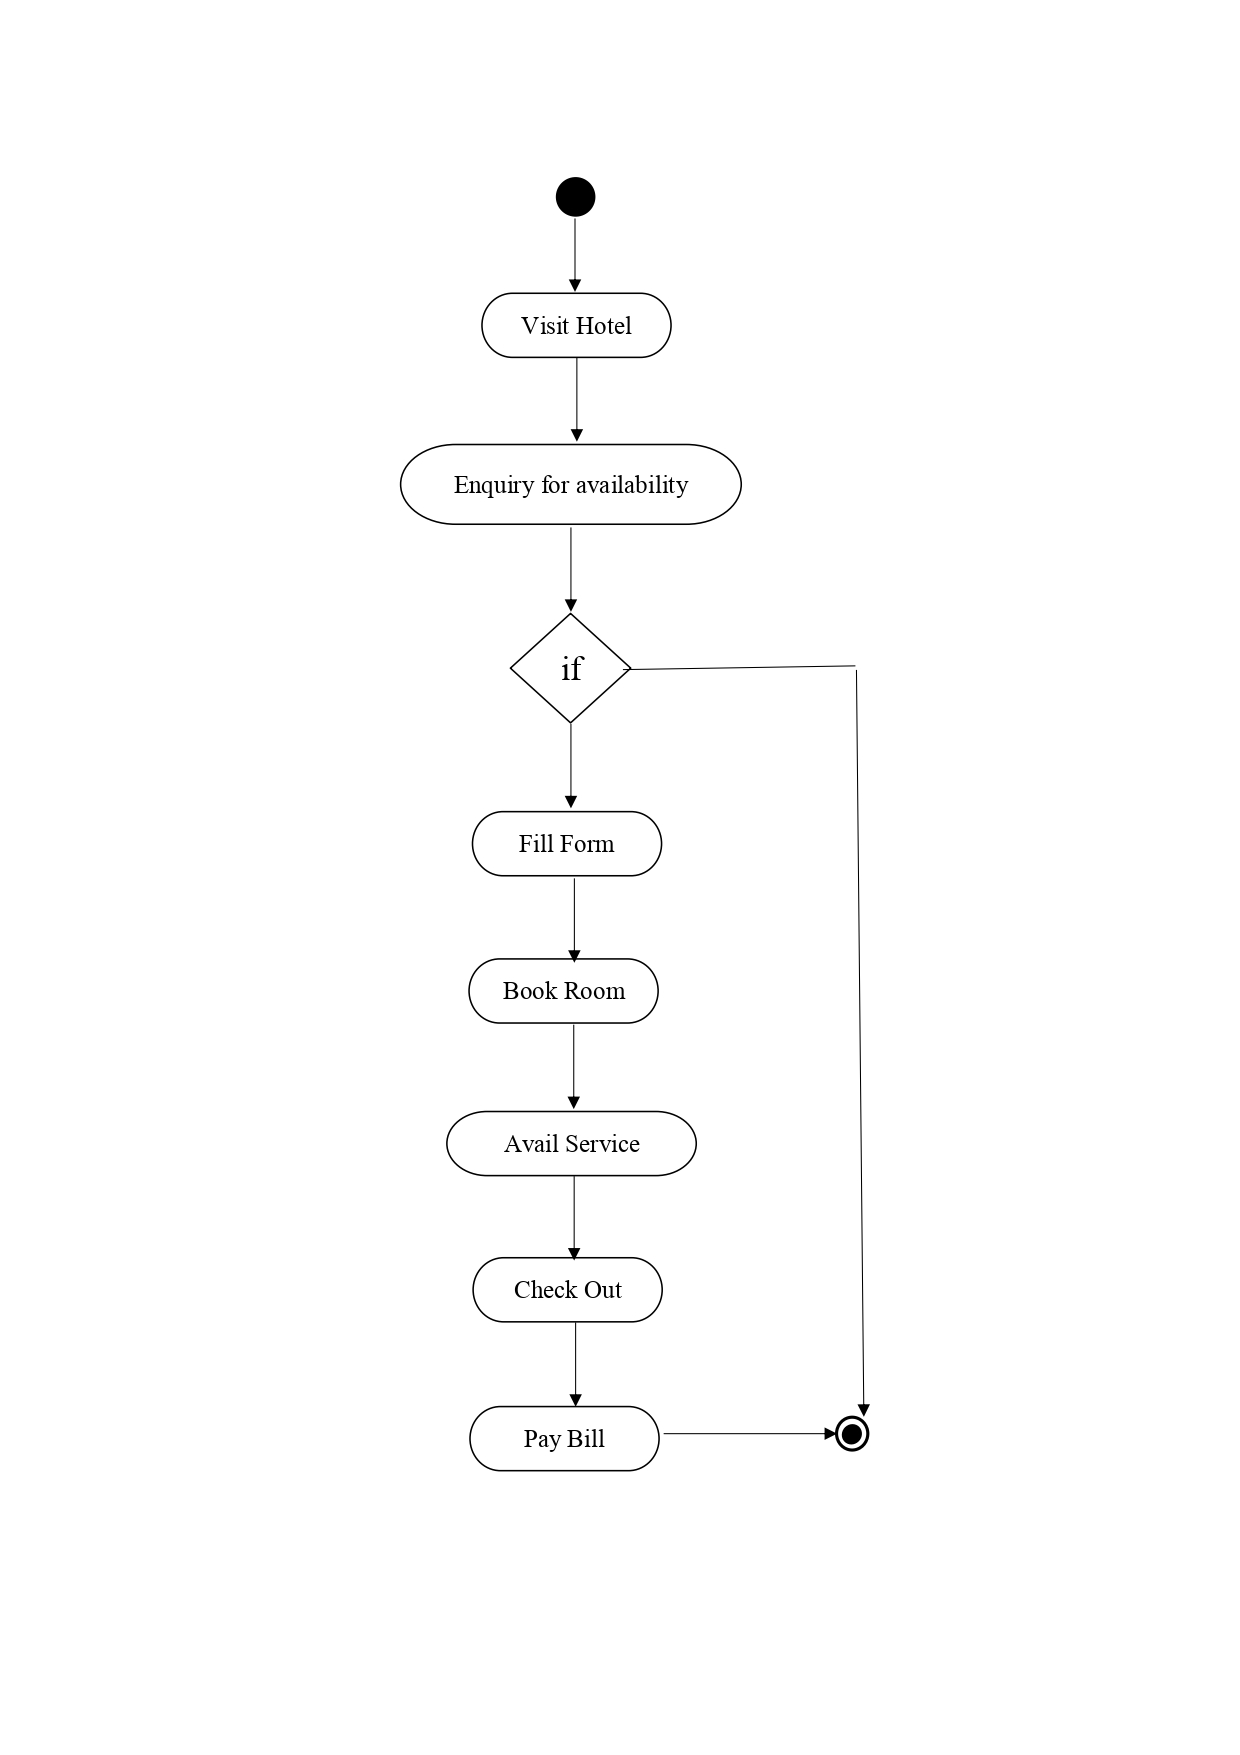 Visit Hotel
Enquiry for availability
if
Fill Form
Book Room
Avail Service
Check Out
Pay Bill